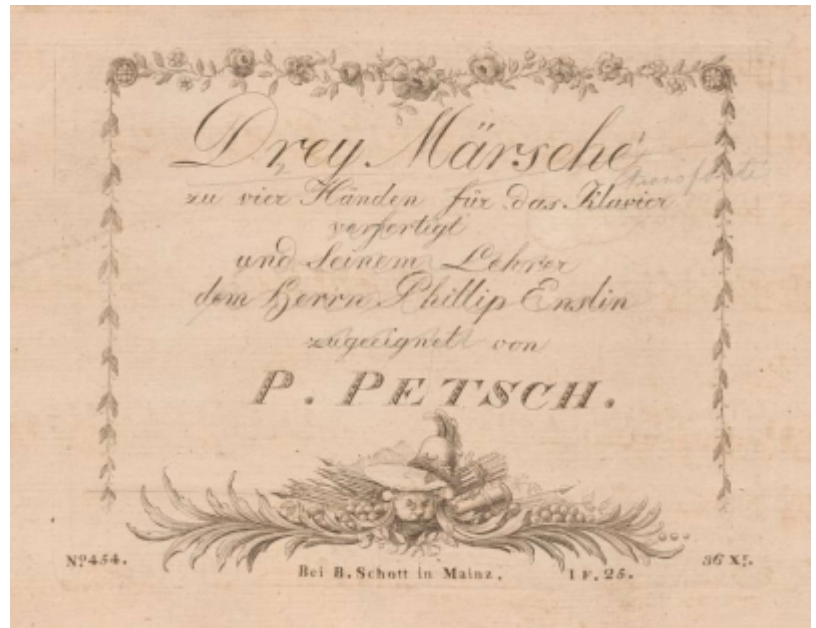 Drey Märsche
zu vier Händen für das Klavier
verfertigt
und seinem Lehrer
dem Herrn Phillip Enslin
zugeeignet von
P. PETSCH.
Nº 454.
Bei B. Schott in Mainz.
1 F. 25.
36 Xr.